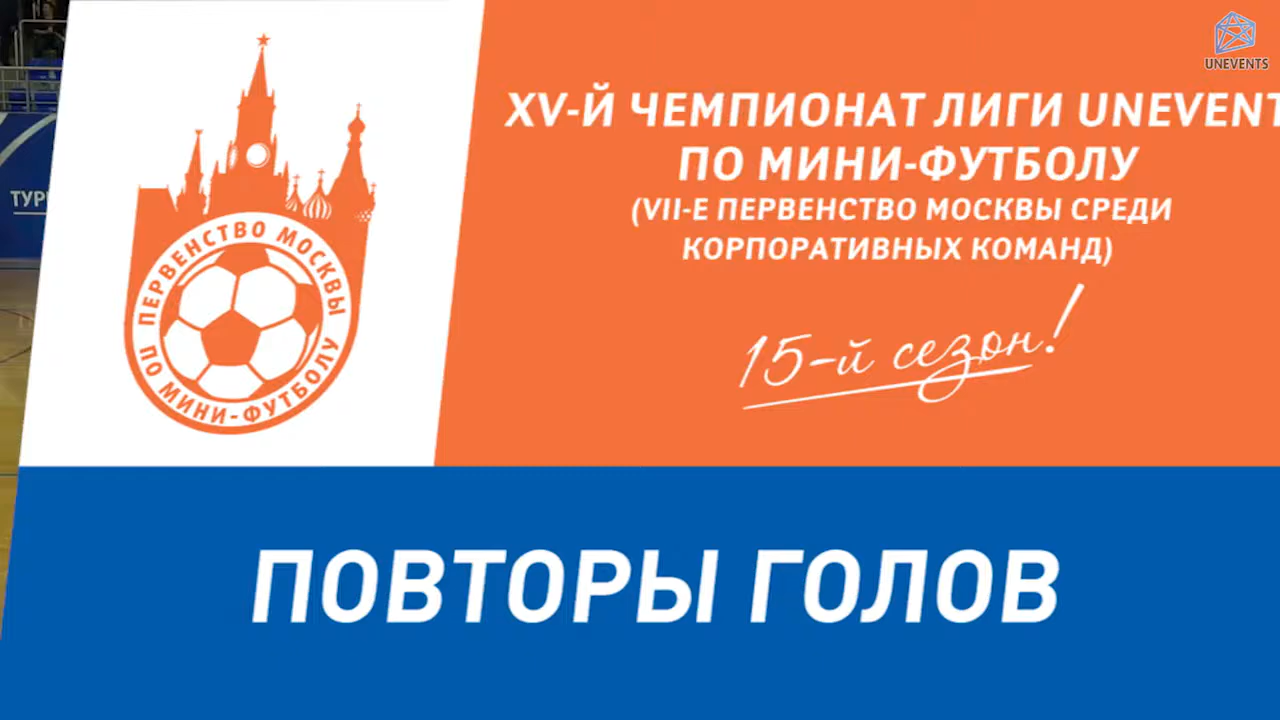 UNEVENTS
XV-Й ЧЕМПИОНАТ ЛИГИ UNEVENT
ПО МИНИ-ФУТБОЛУ
(VII-Е ПЕРВЕНСТВО МОСКВЫ СРЕДИ
КОРПОРАТИВНЫХ КОМАНД)
15-й сезон!
ПЕРВЕНСТВО МОСКВЫ
ПО МИНИ-ФУТБОЛУ
ПОВТОРЫ ГОЛОВ